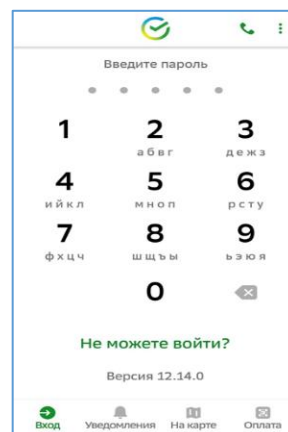 Введите пароль
1 2 3
абвг дежз
4 5 6
ийкл мноп рсту
7 8 9
фхцч шщъы ьэюя
0
Не можете войти?
Версия 12.14.0
Вход Уведомления На карте Оплата